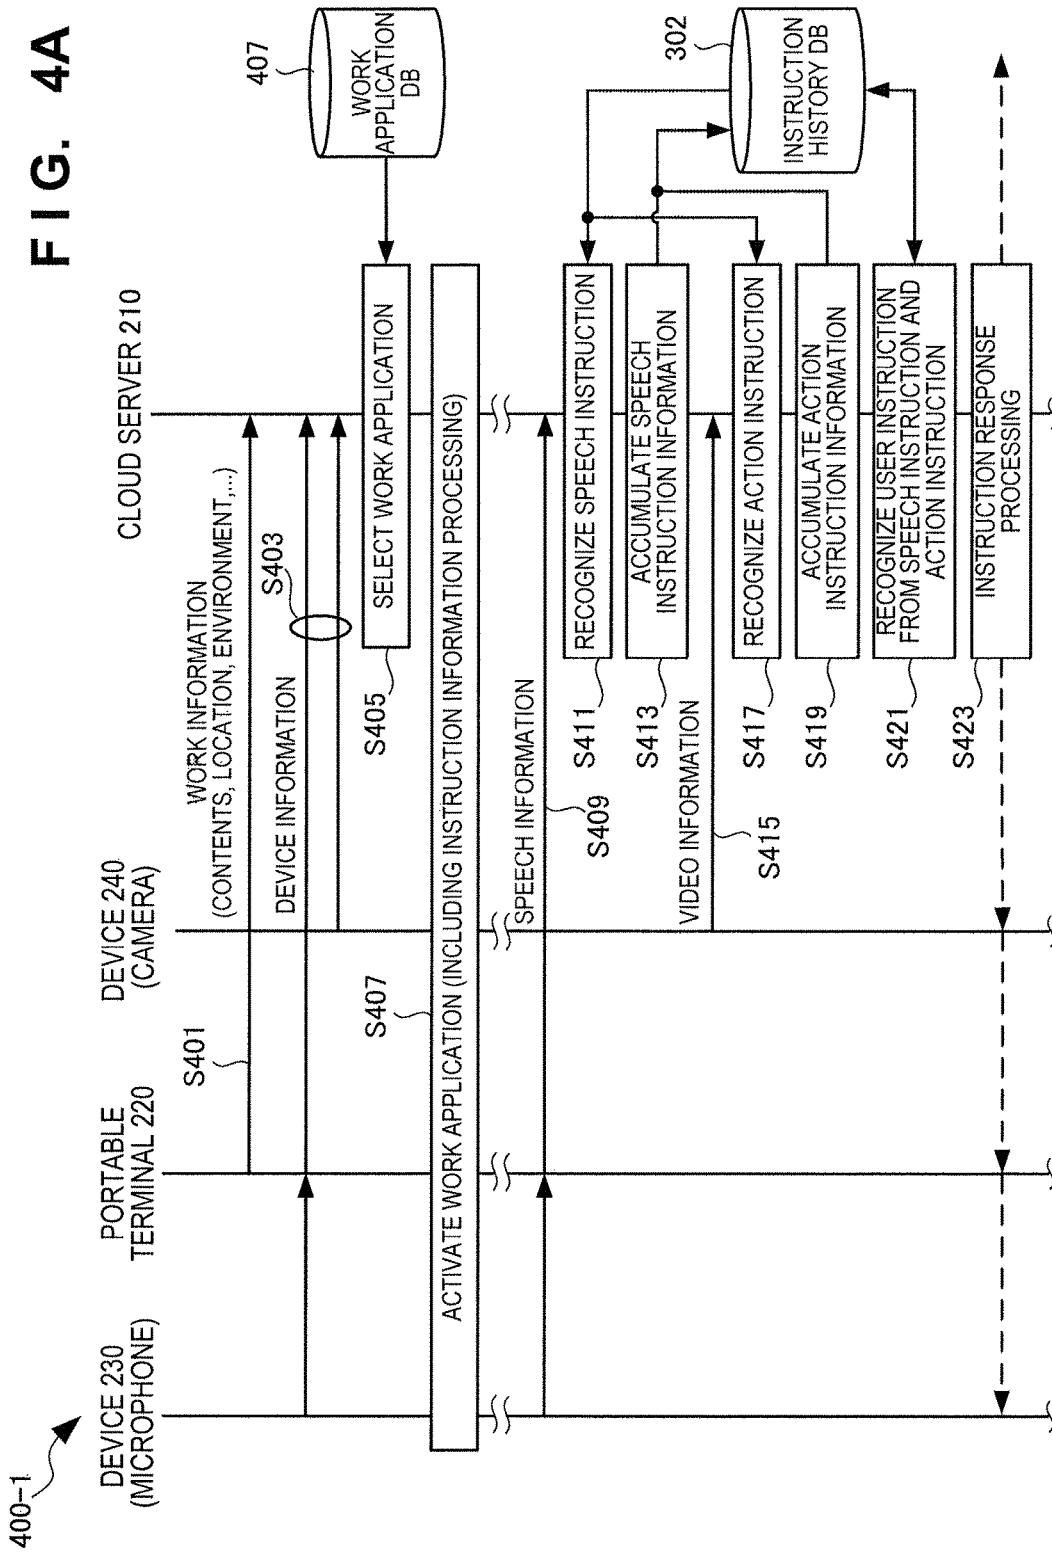 FIG. 4A
400-1
DEVICE 230
(MICROPHONE)
PORTABLE
TERMINAL 220
DEVICE 240
(CAMERA)
CLOUD SERVER 210
S401
WORK INFORMATION
(CONTENTS, LOCATION, ENVIRONMENT,...)
DEVICE INFORMATION
S403
407
WORK
APPLICATION
DB
S405
SELECT WORK APPLICATION
S407
ACTIVATE WORK APPLICATION (INCLUDING INSTRUCTION INFORMATION PROCESSING)
SPEECH INFORMATION
S409
S411
RECOGNIZE SPEECH INSTRUCTION
S413
ACCUMULATE SPEECH
INSTRUCTION INFORMATION
302
INSTRUCTION
HISTORY DB
VIDEO INFORMATION
S415
S417
RECOGNIZE ACTION INSTRUCTION
S419
ACCUMULATE ACTION
INSTRUCTION INFORMATION
S421
RECOGNIZE USER INSTRUCTION
FROM SPEECH INSTRUCTION AND
ACTION INSTRUCTION
S423
INSTRUCTION RESPONSE
PROCESSING